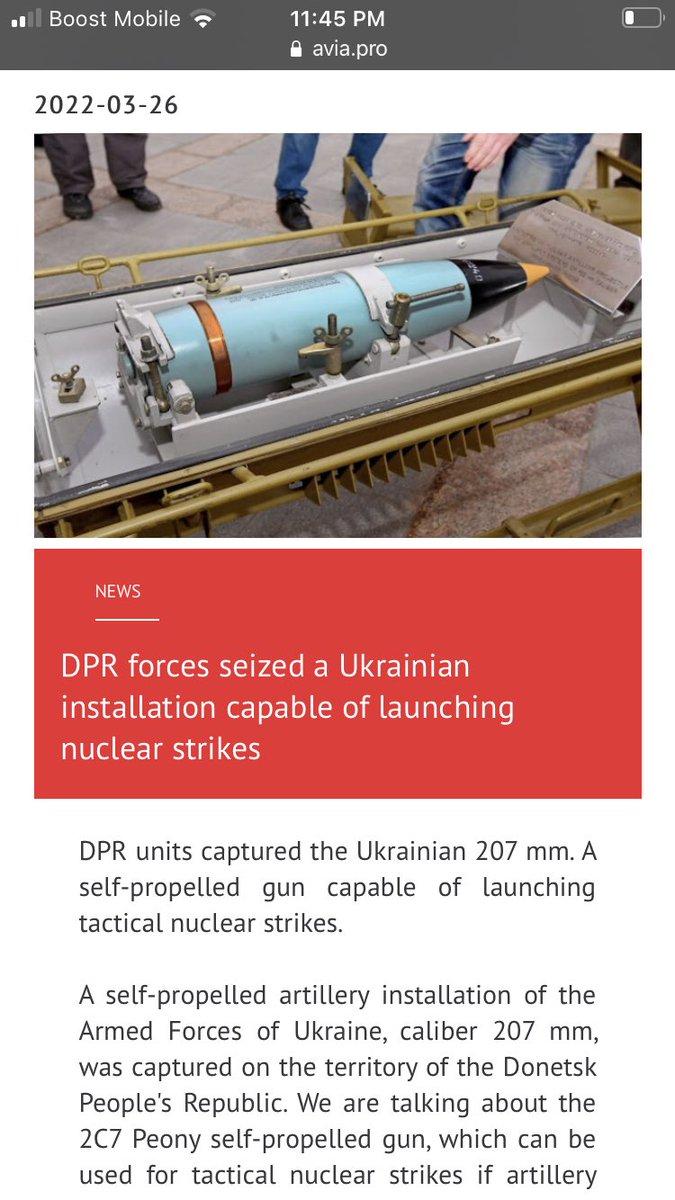 Boost Mobile 11:45 PM
avia.pro
2022-03-26
NEWS
DPR forces seized a Ukrainian
installation capable of launching
nuclear strikes
DPR units captured the Ukrainian 207 mm. A
self-propelled gun capable of launching
tactical nuclear strikes.
A self-propelled artillery installation of the
Armed Forces of Ukraine, caliber 207 mm,
was captured on the territory of the Donetsk
People's Republic. We are talking about the
2C7 Peony self-propelled gun, which can be
used for tactical nuclear strikes if artillery